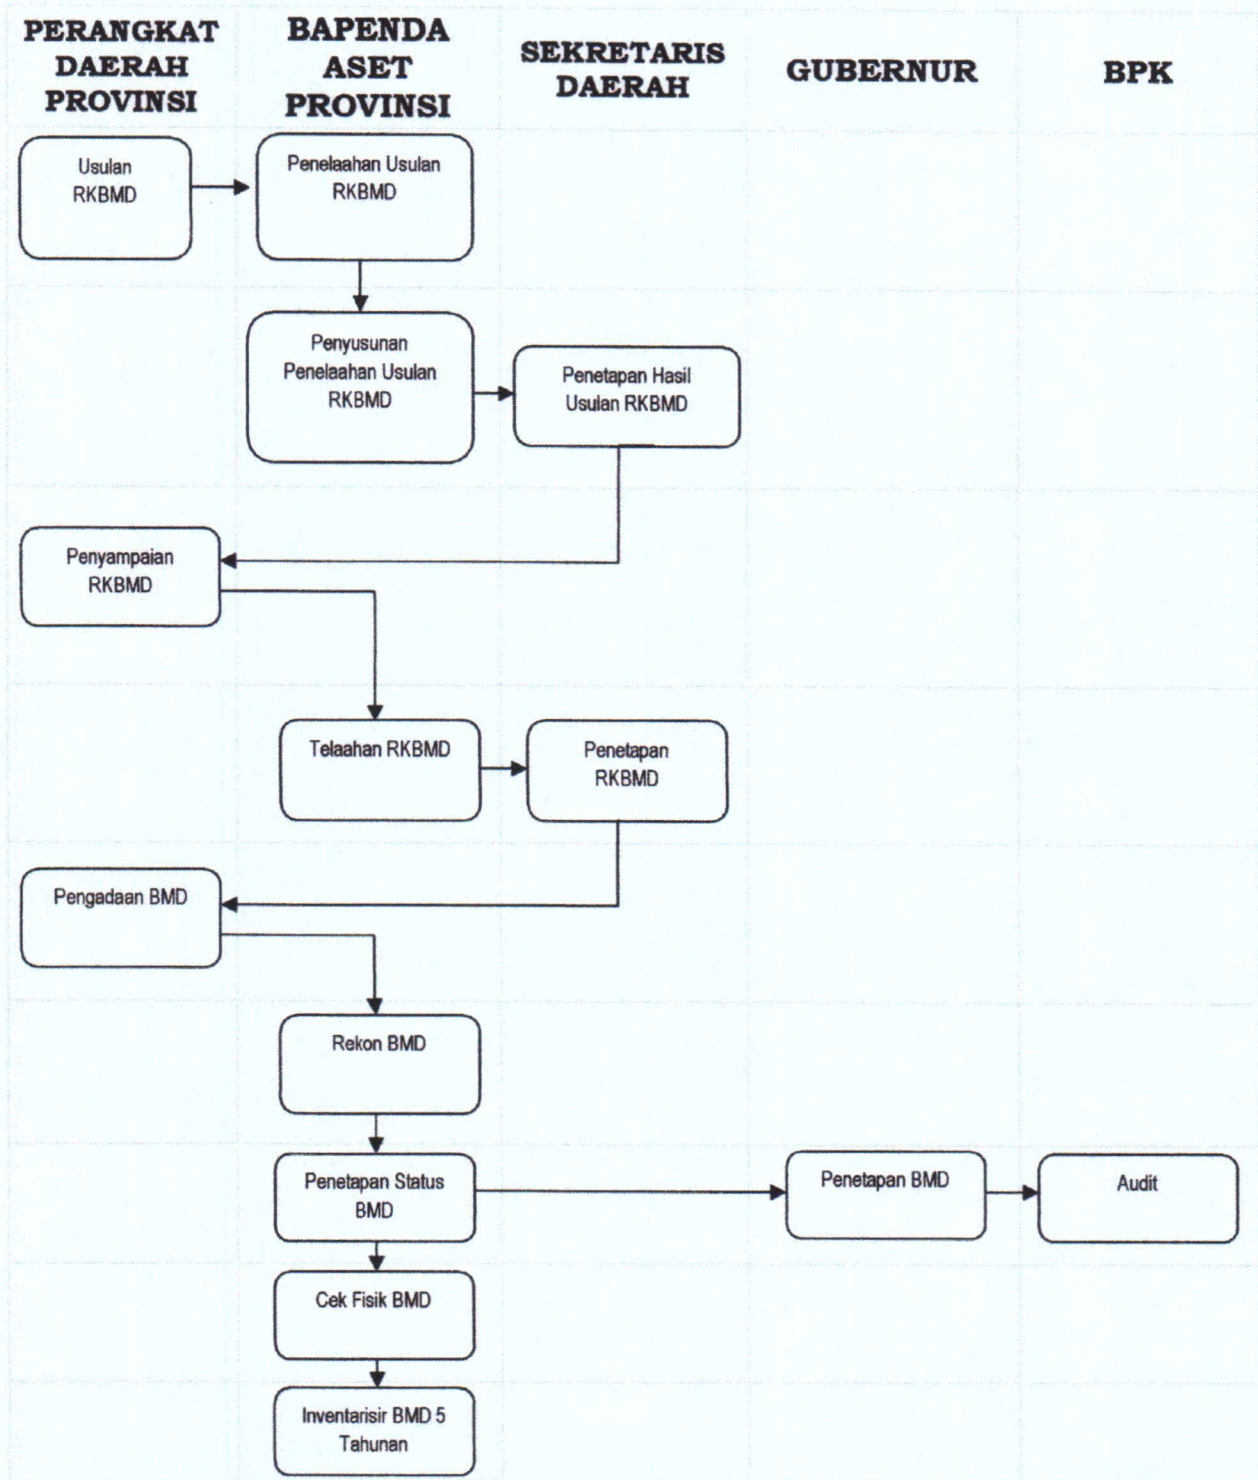 PERANGKAT
DAERAH
PROVINSI
BAPENDA
ASET
PROVINSI
SEKRETARIS
DAERAH
GUBERNUR
BPK
Usulan
RKBMD
Penelaahan Usulan
RKBMD
Penyusunan
Penelaahan Usulan
RKBMD
Penetapan Hasil
Usulan RKBMD
Penyampaian
RKBMD
Telaahan RKBMD
Penetapan
RKBMD
Pengadaan BMD
Rekon BMD
Penetapan Status
BMD
Penetapan BMD
Audit
Cek Fisik BMD
Inventarisir BMD 5
Tahunan